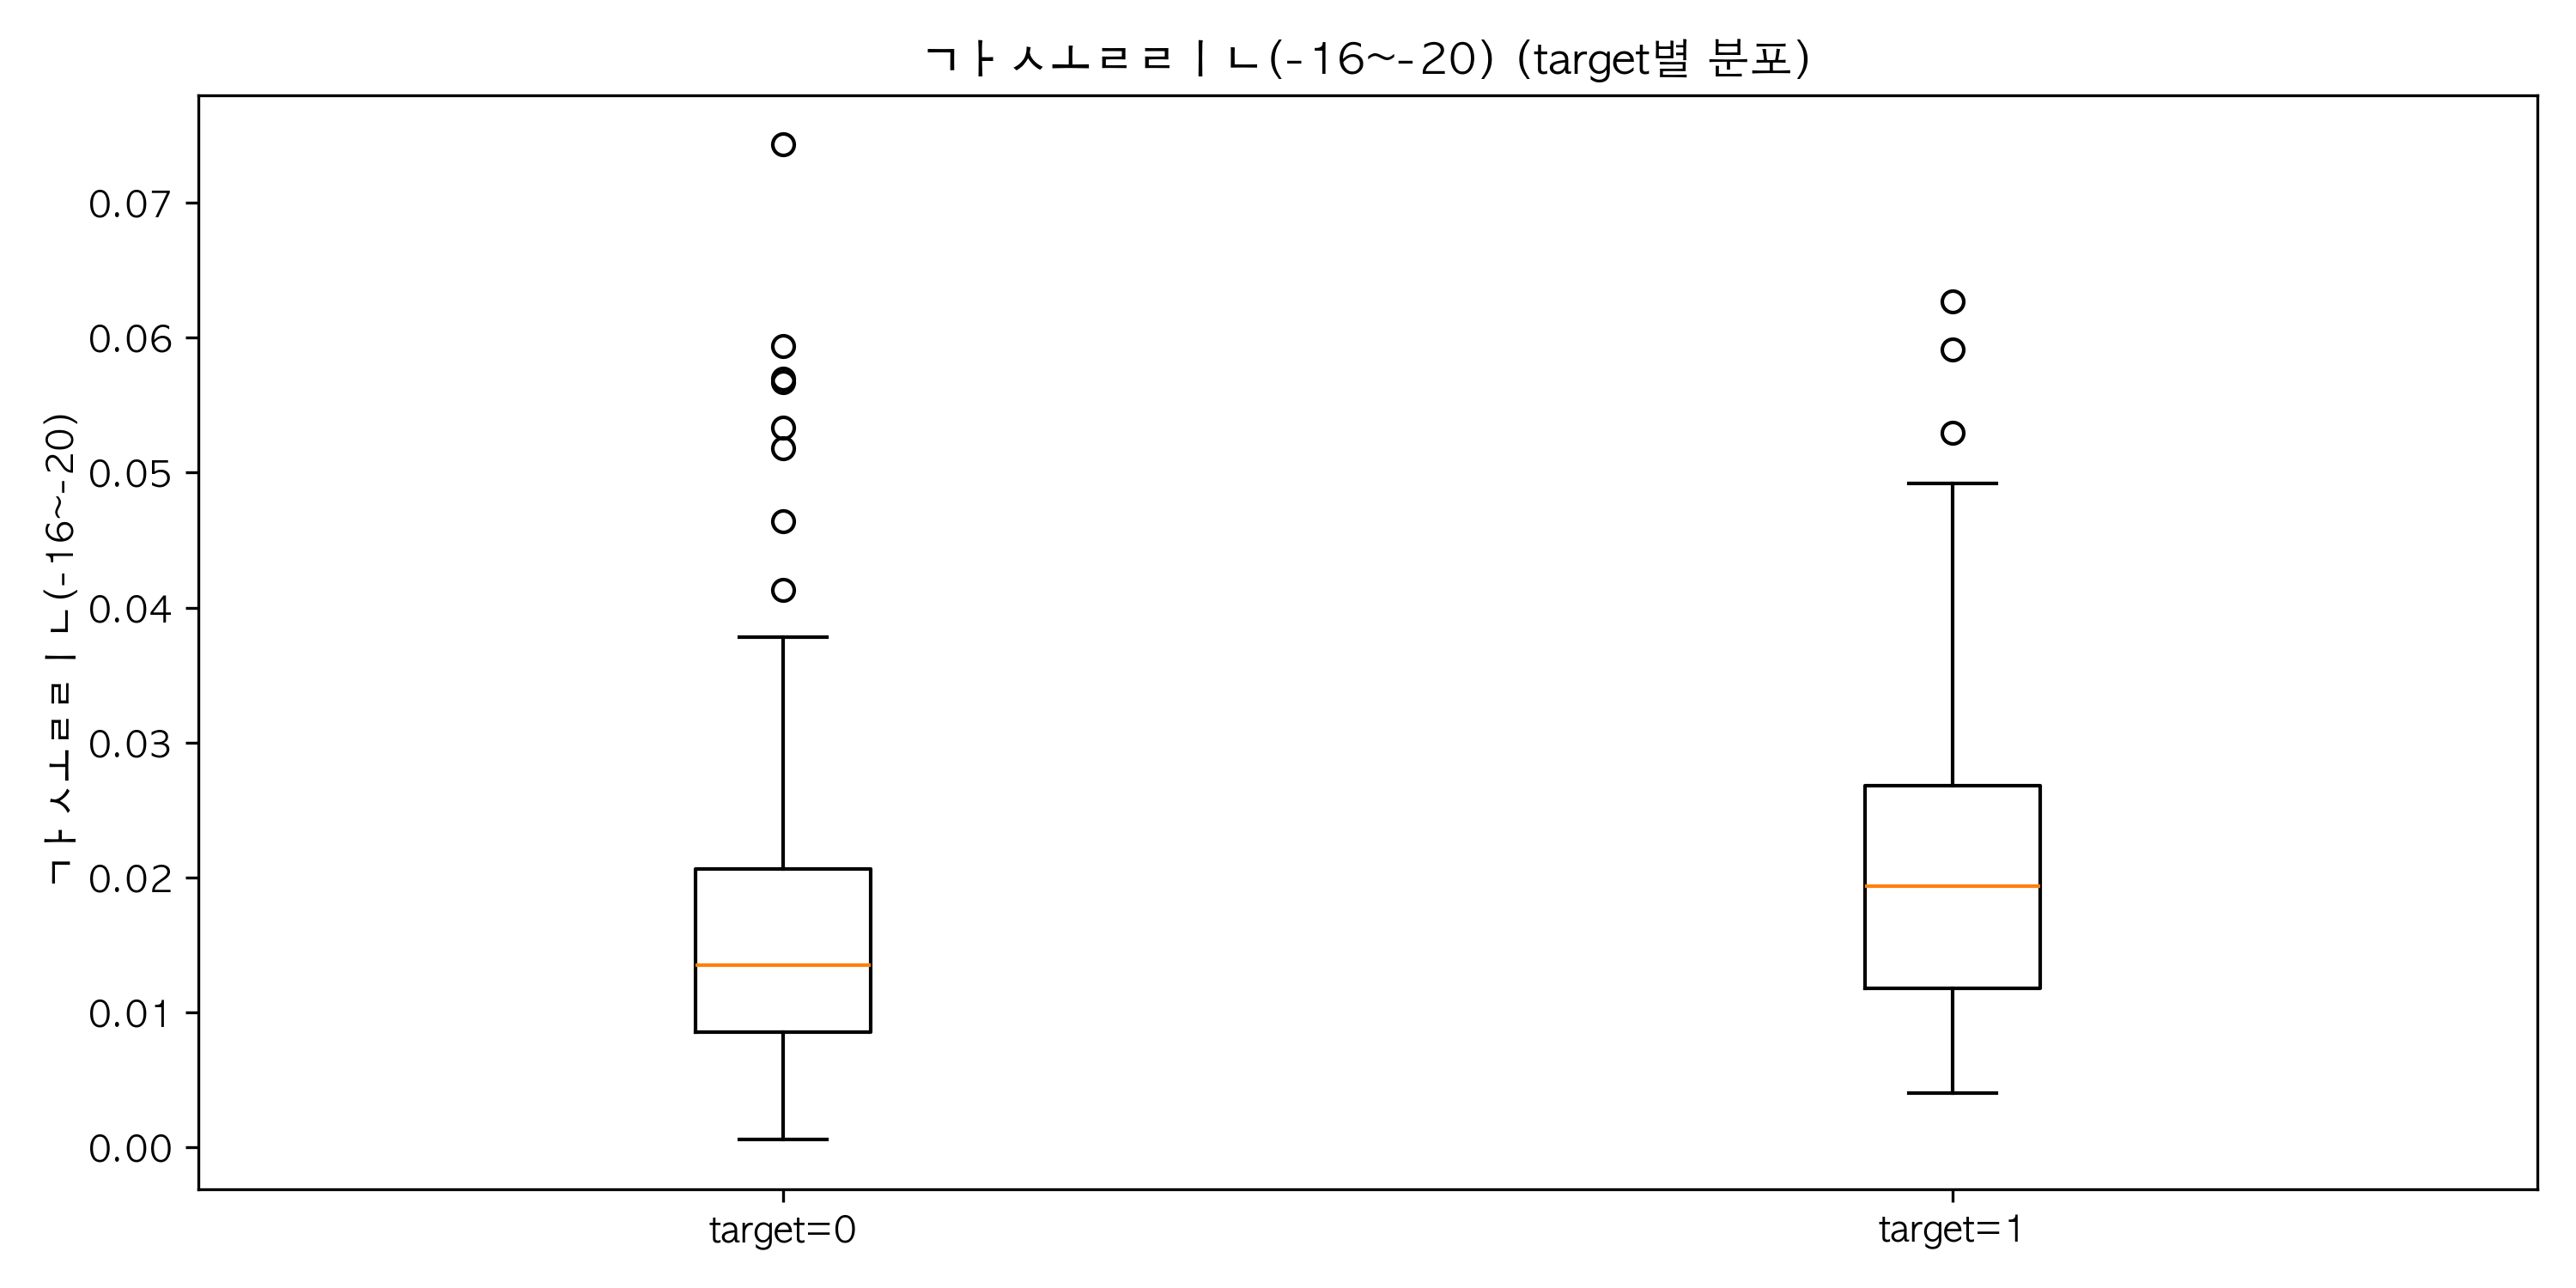 ㄱㅏㅅㅗㄹㄹㅣㄴ(-16~-20) (target별 분포)
ㄱㅏㅅㅗㄹㄹㅣㄴ(-16~-20)
0.07
0.06
0.05
0.04
0.03
0.02
0.01
0.00
target=0
target=1